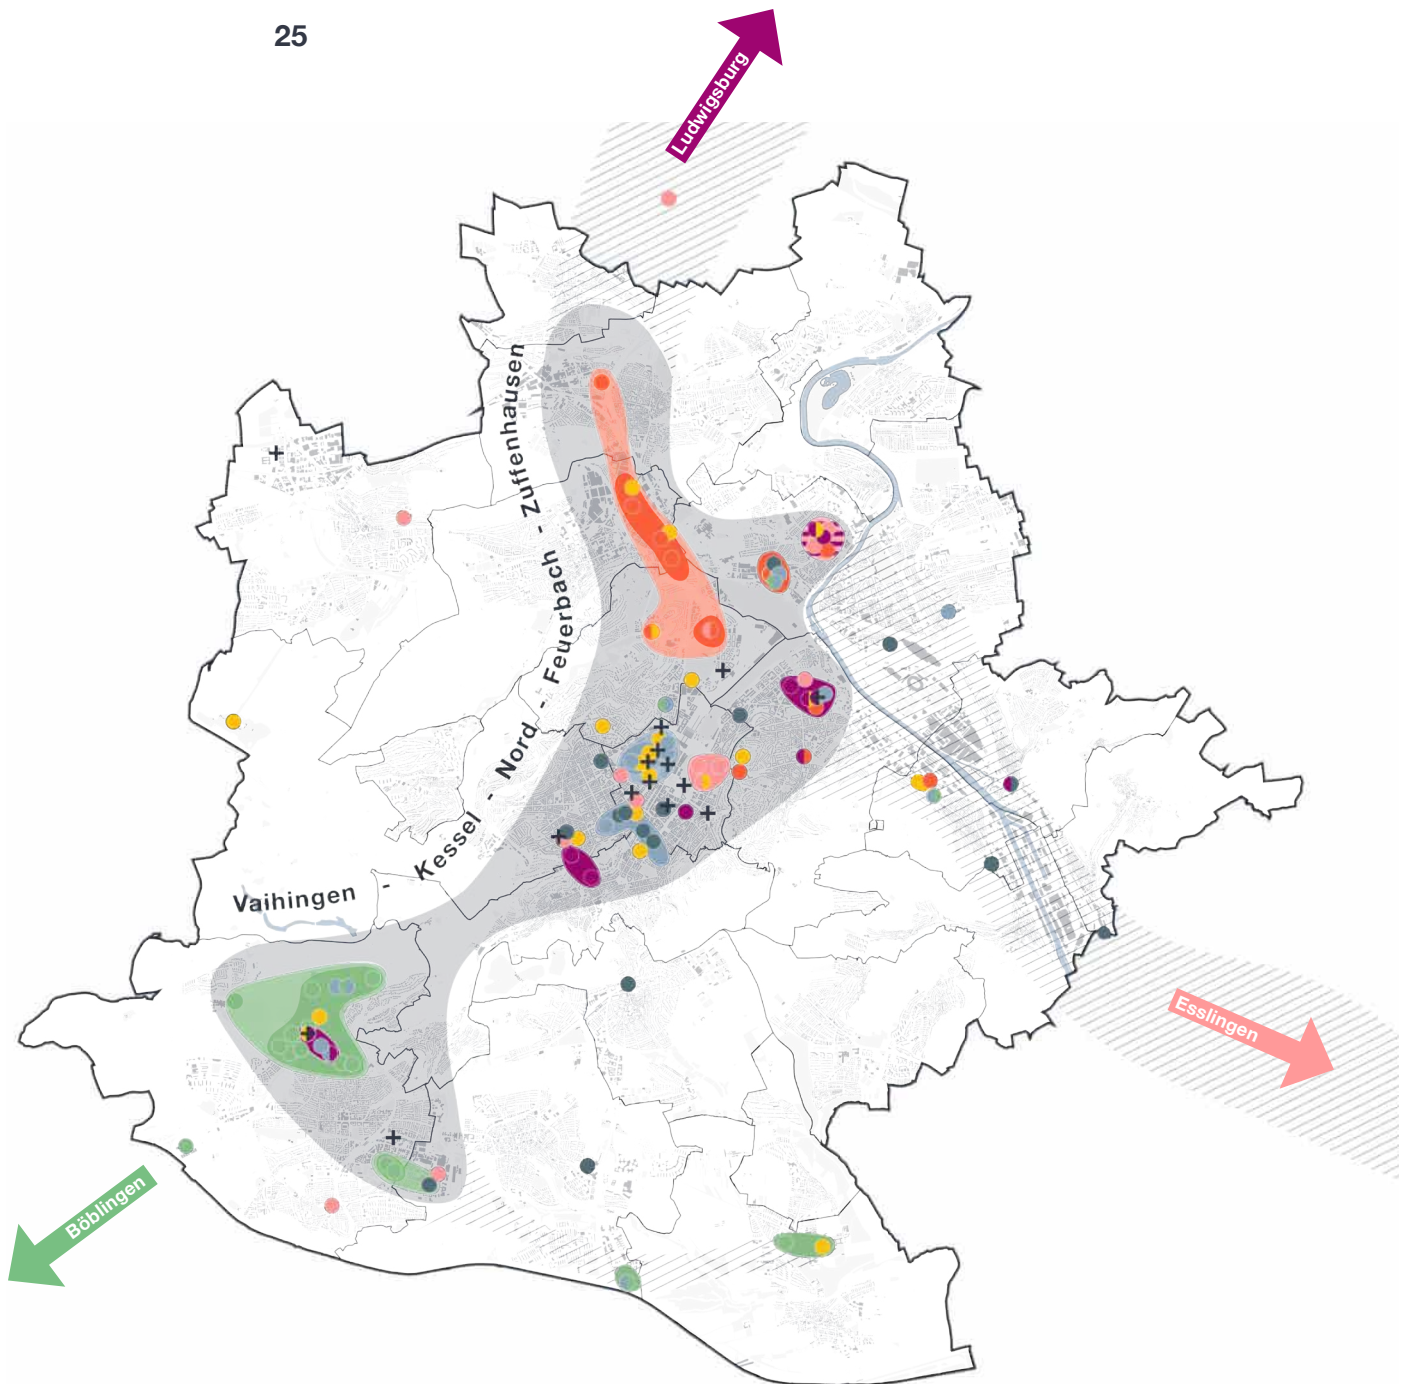 25
Ludwigsburg
Vaihingen - Kessel - Nord - Feuerbach - Zuffenhausen
Esslingen
Böblingen